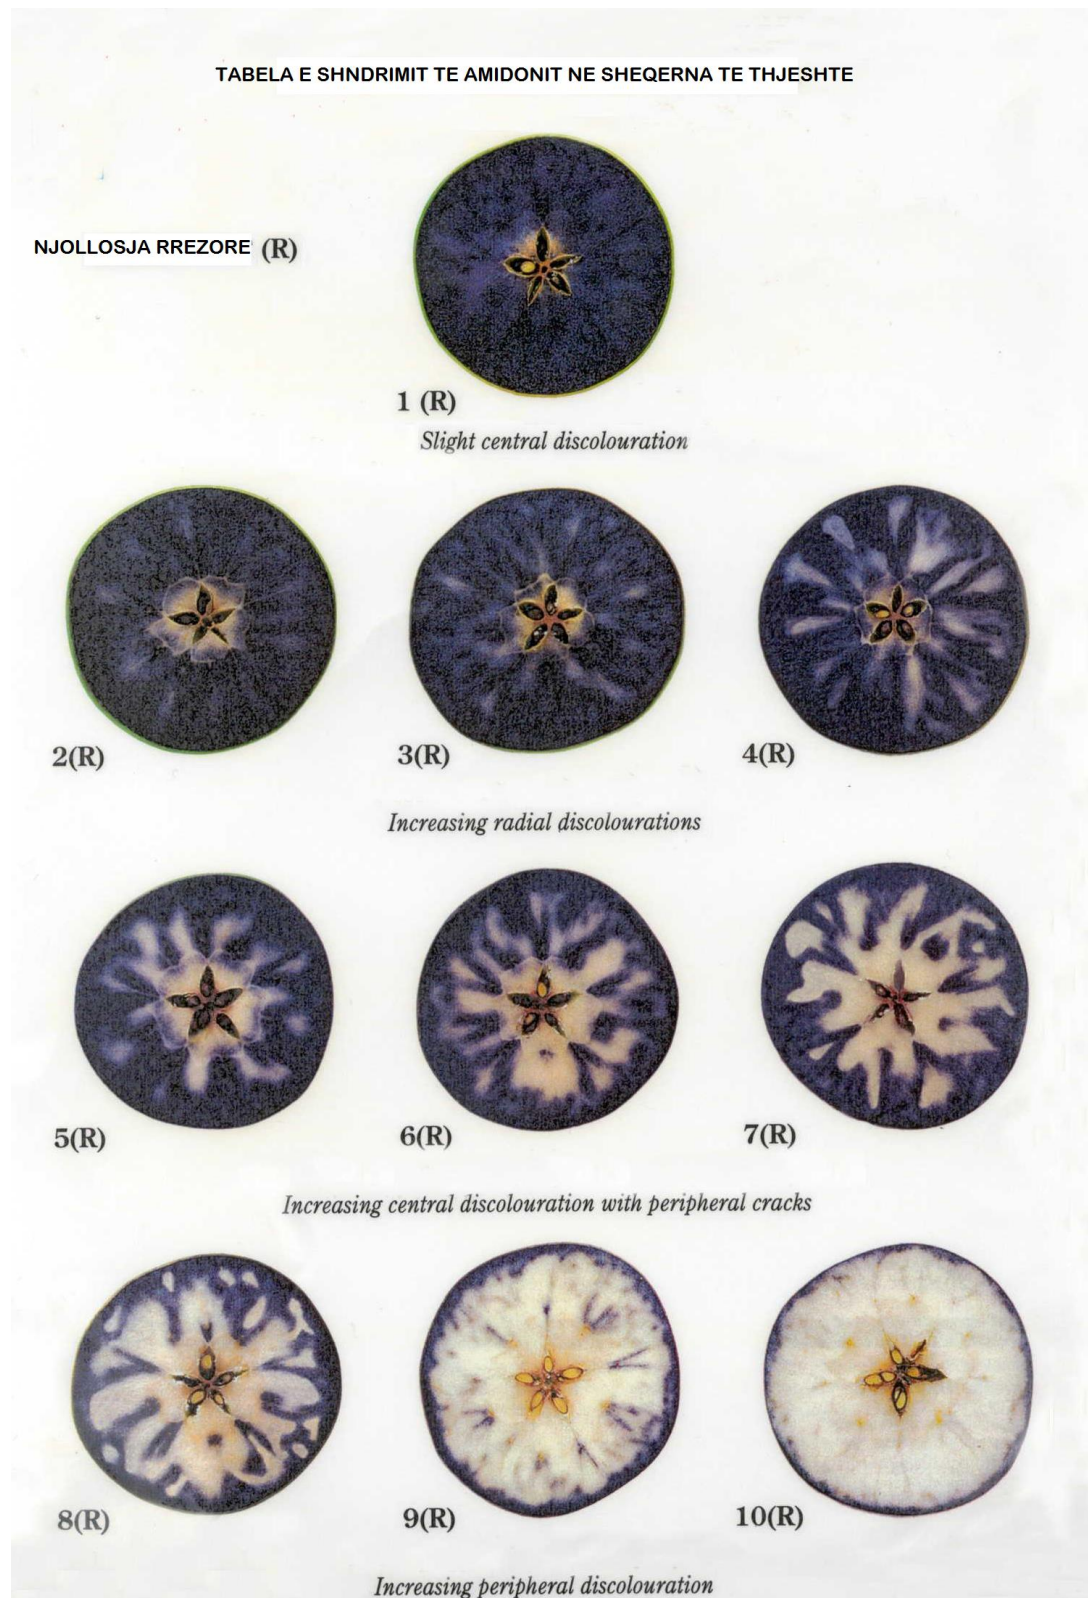 TABELA E SHNDRIMIT TE AMIDONIT NE SHEQERNA TE THJESHTE
NJOLLOSJA RREZORE (R)
1 (R)
Slight central discolouration
2(R) 3(R) 4(R)
Increasing radial discolourations
5(R) 6(R) 7(R)
Increasing central discolouration with peripheral cracks
8(R) 9(R) 10(R)
Increasing peripheral discolouration